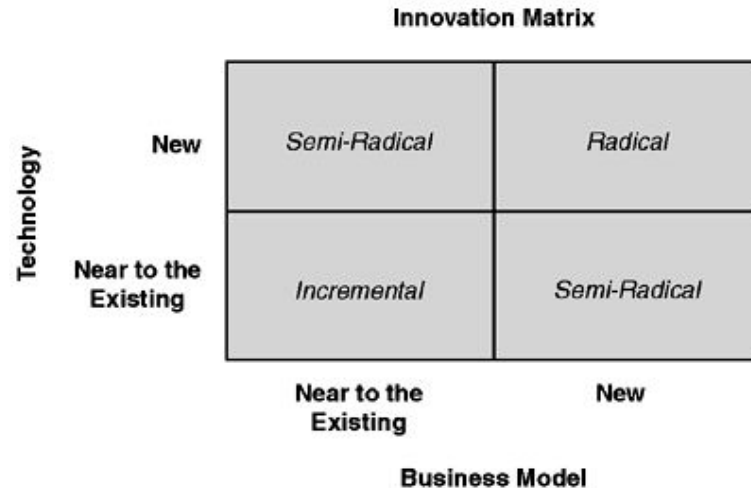 Innovation Matrix
Technology
New
Semi-Radical
Radical
Near to the
Existing
Incremental
Semi-Radical
Near to the
Existing
New
Business Model